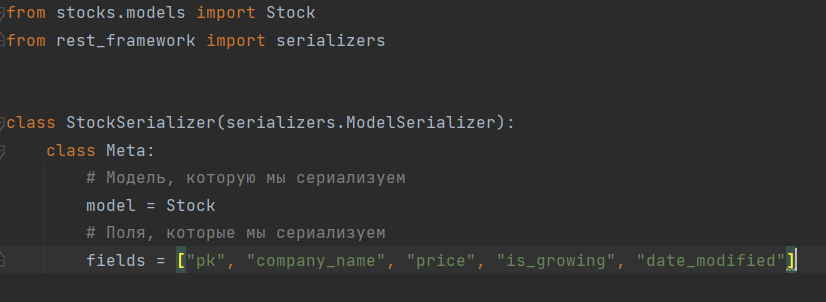 from stocks.models import Stock
from rest_framework import serializers
class StockSerializer(serializers.ModelSerializer):
class Meta:
# Модель, которую мы сериализуем
model = Stock
# Поля, которые мы сериализуем
fields = ["pk", "company_name", "price", "is_growing", "date_modified"]